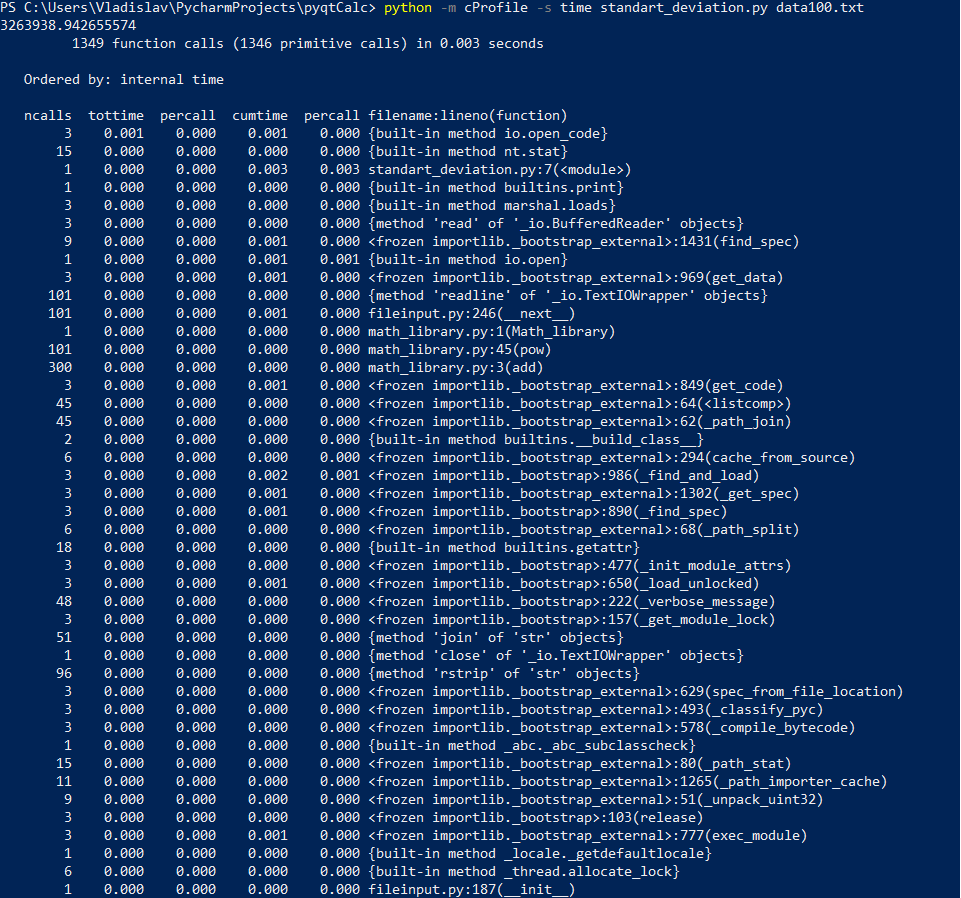 PS C:\Users\Vladislav\PycharmProjects\pyqtCalc> python -m cProfile -s time standart_deviation.py data100.txt
3263938.942655574
         1349 function calls (1346 primitive calls) in 0.003 seconds

   Ordered by: internal time

   ncalls  tottime  percall  cumtime  percall filename:lineno(function)
        3    0.001    0.000    0.001    0.000 {built-in method io.open_code}
       15    0.000    0.000    0.000    0.000 {built-in method nt.stat}
        1    0.000    0.000    0.003    0.003 standart_deviation.py:7(<module>)
        1    0.000    0.000    0.000    0.000 {built-in method builtins.print}
        3    0.000    0.000    0.000    0.000 {built-in method marshal.loads}
        3    0.000    0.000    0.000    0.000 {method 'read' of '_io.BufferedReader' objects}
        9    0.000    0.000    0.001    0.000 <frozen importlib._bootstrap_external>:1431(find_spec)
        1    0.000    0.000    0.001    0.001 {built-in method io.open}
        3    0.000    0.000    0.001    0.000 <frozen importlib._bootstrap_external>:969(get_data)
      101    0.000    0.000    0.000    0.000 {method 'readline' of '_io.TextIOWrapper' objects}
      101    0.000    0.000    0.001    0.000 fileinput.py:246(__next__)
        1    0.000    0.000    0.000    0.000 math_library.py:1(Math_library)
      101    0.000    0.000    0.000    0.000 math_library.py:45(pow)
      300    0.000    0.000    0.000    0.000 math_library.py:3(add)
        3    0.000    0.000    0.001    0.000 <frozen importlib._bootstrap_external>:849(get_code)
       45    0.000    0.000    0.000    0.000 <frozen importlib._bootstrap_external>:64(<listcomp>)
       45    0.000    0.000    0.000    0.000 <frozen importlib._bootstrap_external>:62(_path_join)
        2    0.000    0.000    0.000    0.000 {built-in method builtins.__build_class__}
        6    0.000    0.000    0.000    0.000 <frozen importlib._bootstrap_external>:294(cache_from_source)
        3    0.000    0.000    0.002    0.001 <frozen importlib._bootstrap>:986(_find_and_load)
        3    0.000    0.000    0.001    0.000 <frozen importlib._bootstrap_external>:1302(_get_spec)
        3    0.000    0.000    0.001    0.000 <frozen importlib._bootstrap>:890(_find_spec)
        6    0.000    0.000    0.000    0.000 <frozen importlib._bootstrap_external>:68(_path_split)
       18    0.000    0.000    0.000    0.000 {built-in method builtins.getattr}
        3    0.000    0.000    0.000    0.000 <frozen importlib._bootstrap>:477(_init_module_attrs)
        3    0.000    0.000    0.001    0.000 <frozen importlib._bootstrap>:650(_load_unlocked)
       48    0.000    0.000    0.000    0.000 <frozen importlib._bootstrap>:222(_verbose_message)
        3    0.000    0.000    0.000    0.000 <frozen importlib._bootstrap>:157(_get_module_lock)
       51    0.000    0.000    0.000    0.000 {method 'join' of 'str' objects}
        1    0.000    0.000    0.000    0.000 {method 'close' of '_io.TextIOWrapper' objects}
       96    0.000    0.000    0.000    0.000 {method 'rstrip' of 'str' objects}
        3    0.000    0.000    0.000    0.000 <frozen importlib._bootstrap_external>:629(spec_from_file_location)
        3    0.000    0.000    0.000    0.000 <frozen importlib._bootstrap_external>:493(_classify_pyc)
        3    0.000    0.000    0.000    0.000 <frozen importlib._bootstrap_external>:578(_compile_bytecode)
        1    0.000    0.000    0.000    0.000 {built-in method _abc._abc_subclasscheck}
       15    0.000    0.000    0.000    0.000 <frozen importlib._bootstrap_external>:80(_path_stat)
       11    0.000    0.000    0.000    0.000 <frozen importlib._bootstrap_external>:1265(_path_importer_cache)
        9    0.000    0.000    0.000    0.000 <frozen importlib._bootstrap_external>:51(_unpack_uint32)
        3    0.000    0.000    0.000    0.000 <frozen importlib._bootstrap>:103(release)
        3    0.000    0.000    0.001    0.000 <frozen importlib._bootstrap_external>:777(exec_module)
        1    0.000    0.000    0.000    0.000 {built-in method _locale._getdefaultlocale}
        6    0.000    0.000    0.000    0.000 {built-in method _thread.allocate_lock}
        1    0.000    0.000    0.000    0.000 fileinput.py:187(__init__)